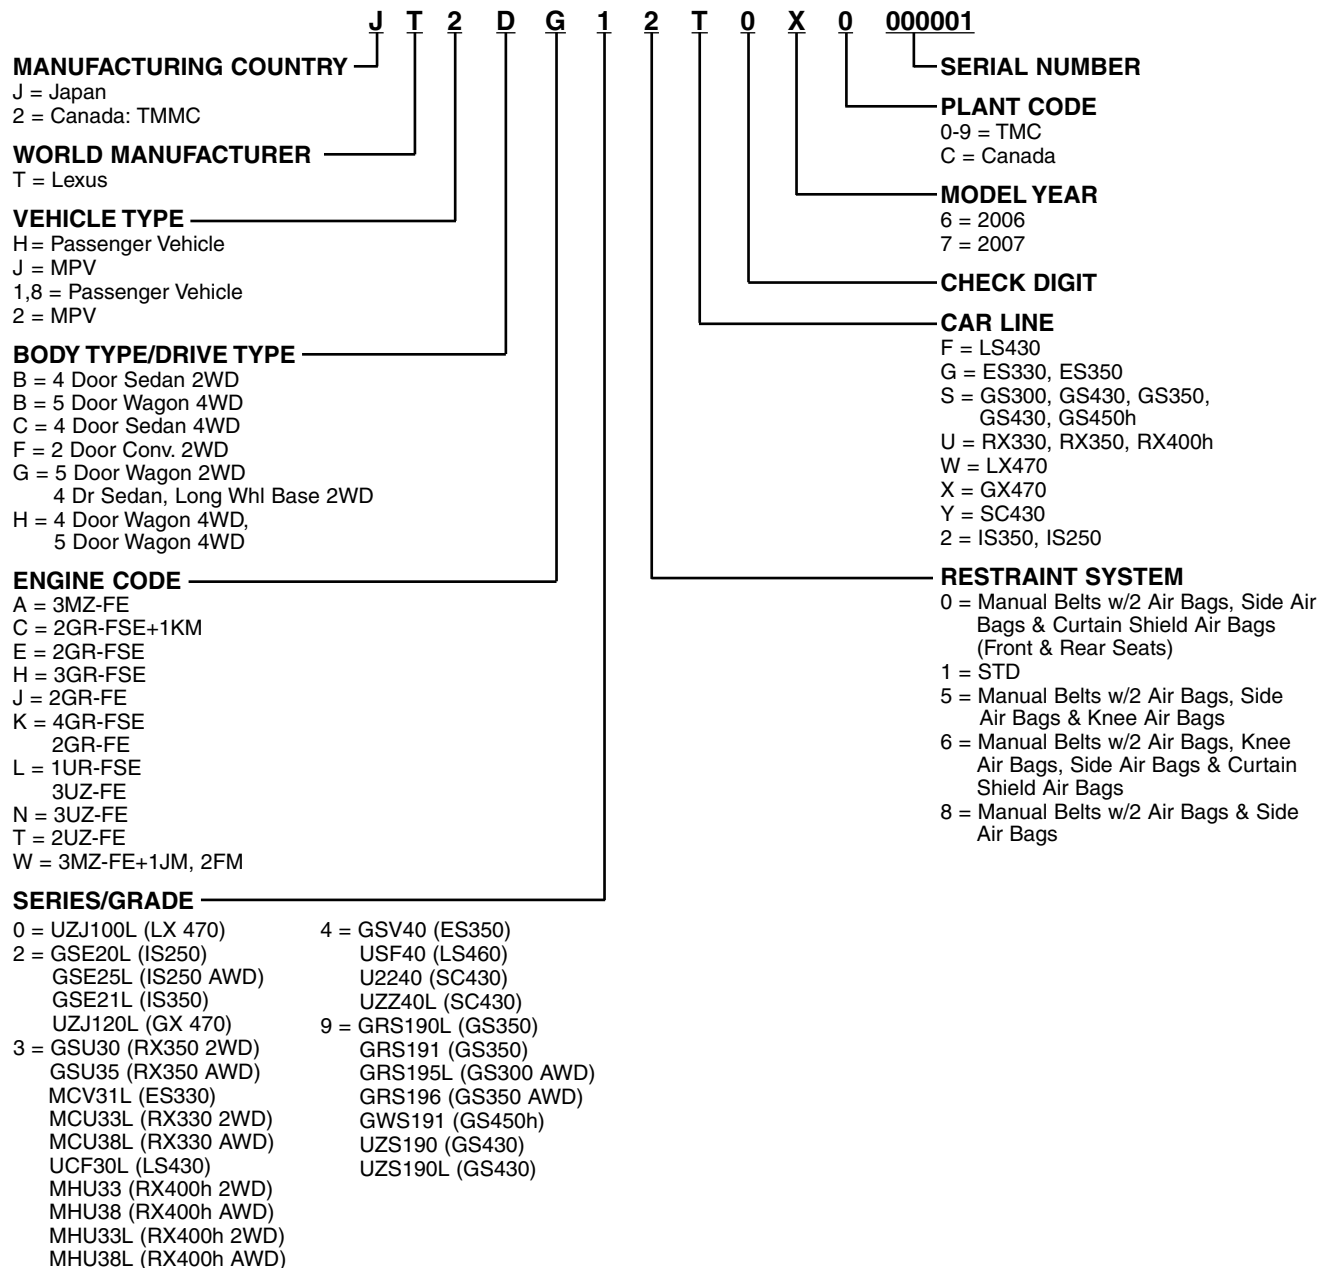 J T 2 D G 1 2 T 0 X 0 000001
MANUFACTURING COUNTRY
J = Japan
2 = Canada: TMMC
WORLD MANUFACTURER
T = Lexus
VEHICLE TYPE
H = Passenger Vehicle
J = MPV
1,8 = Passenger Vehicle
2 = MPV
BODY TYPE/DRIVE TYPE
B = 4 Door Sedan 2WD
B = 5 Door Wagon 4WD
C = 4 Door Sedan 4WD
F = 2 Door Conv. 2WD
G = 5 Door Wagon 2WD
4 Dr Sedan, Long Whl Base 2WD
H = 4 Door Wagon 4WD,
5 Door Wagon 4WD
ENGINE CODE
A = 3MZ-FE
C = 2GR-FSE+1KM
E = 2GR-FSE
H = 3GR-FSE
J = 2GR-FE
K = 4GR-FSE
2GR-FE
L = 1UR-FSE
3UZ-FE
N = 3UZ-FE
T = 2UZ-FE
W = 3MZ-FE+1JM, 2FM
SERIES/GRADE
0 = UZJ100L (LX 470)
2 = GSE20L (IS250)
GSE25L (IS250 AWD)
GSE21L (IS350)
UZJ120L (GX 470)
3 = GSU30 (RX350 2WD)
GSU35 (RX350 AWD)
MCV31L (ES330)
MCU33L (RX330 2WD)
MCU38L (RX330 AWD)
UCF30L (LS430)
MHU33 (RX400h 2WD)
MHU38 (RX400h AWD)
MHU33L (RX400h 2WD)
MHU38L (RX400h AWD)
4 = GSV40 (ES350)
USF40 (LS460)
U2240 (SC430)
UZZ40L (SC430)
9 = GRS190L (GS350)
GRS191 (GS350)
GRS195L (GS300 AWD)
GRS196 (GS350 AWD)
GWS191 (GS450h)
UZS190 (GS430)
UZS190L (GS430)
SERIAL NUMBER
PLANT CODE
0-9 = TMC
C = Canada
MODEL YEAR
6 = 2006
7 = 2007
CHECK DIGIT
CAR LINE
F = LS430
G = ES330, ES350
S = GS300, GS430, GS350,
GS430, GS450h
U = RX330, RX350, RX400h
W = LX470
X = GX470
Y = SC430
2 = IS350, IS250
RESTRAINT SYSTEM
0 = Manual Belts w/2 Air Bags, Side Air
Bags & Curtain Shield Air Bags
(Front & Rear Seats)
1 = STD
5 = Manual Belts w/2 Air Bags, Side
Air Bags & Knee Air Bags
6 = Manual Belts w/2 Air Bags, Knee
Air Bags, Side Air Bags & Curtain
Shield Air Bags
8 = Manual Belts w/2 Air Bags & Side
Air Bags